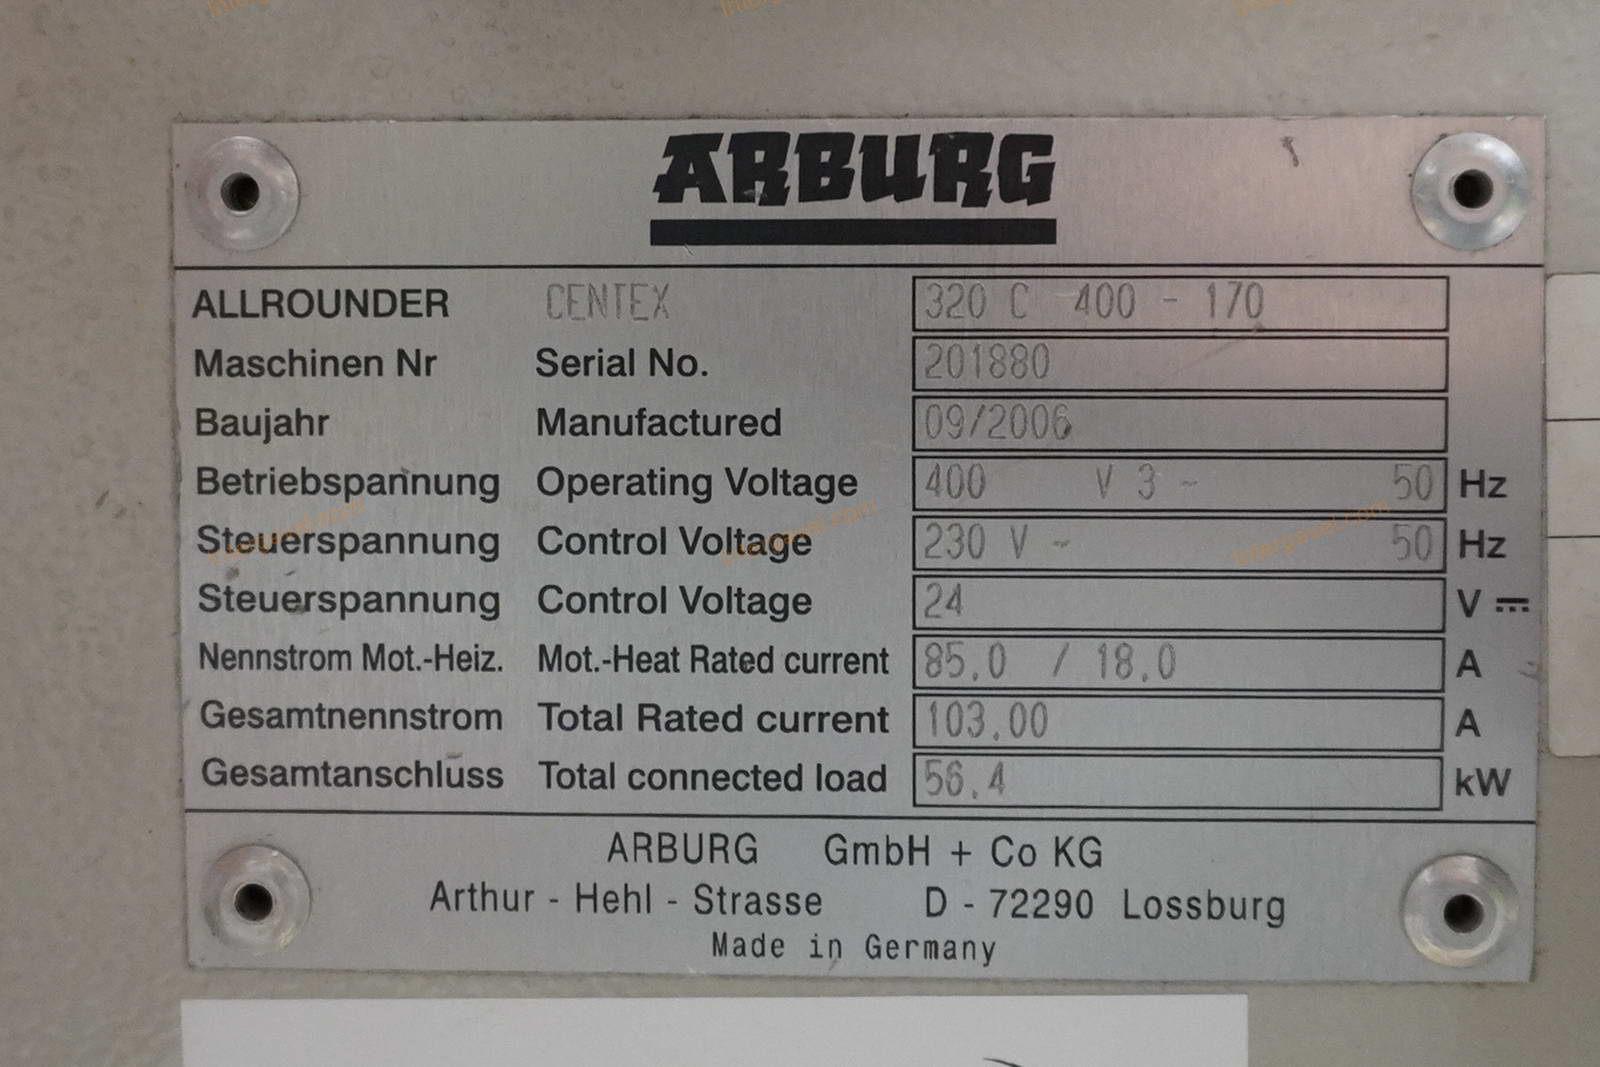 ARBURG
ALLROUNDER CENTEX 320 C 400 - 170
Maschinen Nr Serial No. 201880
Baujahr Manufactured 09/2006
Betriebspannung Operating Voltage 400 V 3 ~ 50 Hz
Steuerspannung Control Voltage 230 V ~ 50 Hz
Steuerspannung Control Voltage 24 V ⎓
Nennstrom Mot.-Heiz. Mot.-Heat Rated current 85.0 / 18.0 A
Gesamtnennstrom Total Rated current 103.00 A
Gesamtanschluss Total connected load 56.4 kW
ARBURG GmbH + Co KG
Arthur - Hehl - Strasse D - 72290 Lossburg
Made in Germany